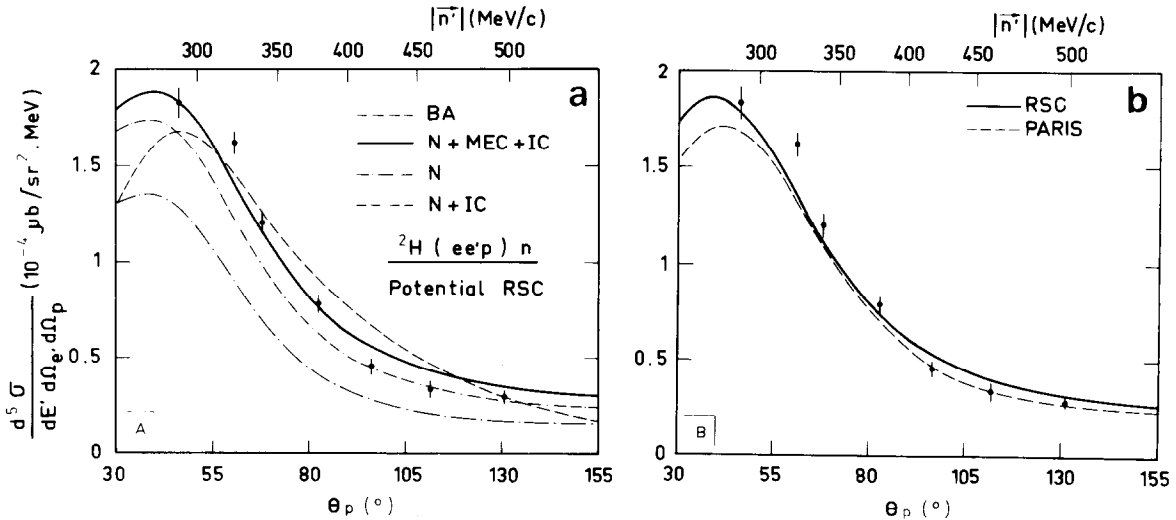 |n'| (MeV/c)
300 350 400 450 500
2
1.5
1
0.5
0
a
BA
N + MEC + IC
N
N + IC
²H ( ee'p ) n
Potential RSC
d⁵ σ
dE' dΩe' dΩp
(10⁻⁴ μb / sr². MeV)
A
30 55 80 105 130 155
θp (°)
|n'| (MeV/c)
300 350 400 450 500
2
1.5
1
0.5
0
b
RSC
PARIS
B
30 55 80 105 130 155
θp (°)